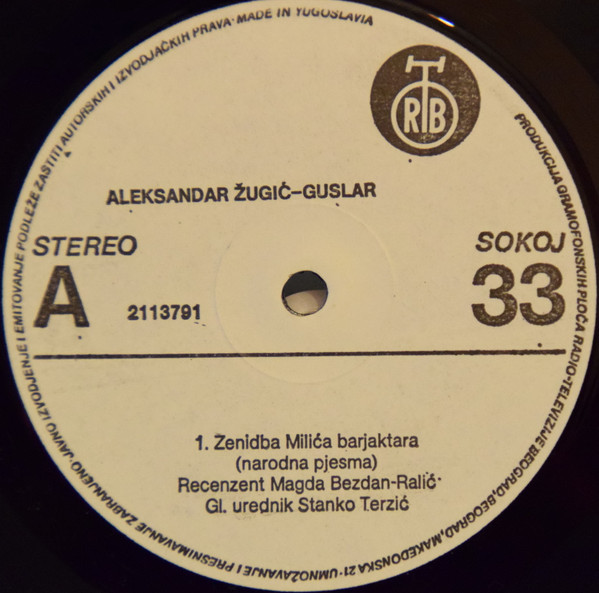 PRODUKCIJA GRAMOFONSKIH PLOČA RADIO-TELEVIZIJE BEOGRAD, BEOGRAD, MAKEDONSKA 21 · UMNOŽAVANJE I PRESNIMAVANJE ZABRANJENO · JAVNO IZVODJENJE I EMITOVANJE PODLEŽE ZAŠTITI AUTORSKIH I IZVODJAČKIH PRAVA · MADE IN YUGOSLAVIA
RTB
ALEKSANDAR ŽUGIĆ–GUSLAR
STEREO
SOKOJ
A
2113791
33
1. Zenidba Milića barjaktara
(narodna pjesma)
Recenzent Magda Bezdan-Ralić
Gl. urednik Stanko Terzić